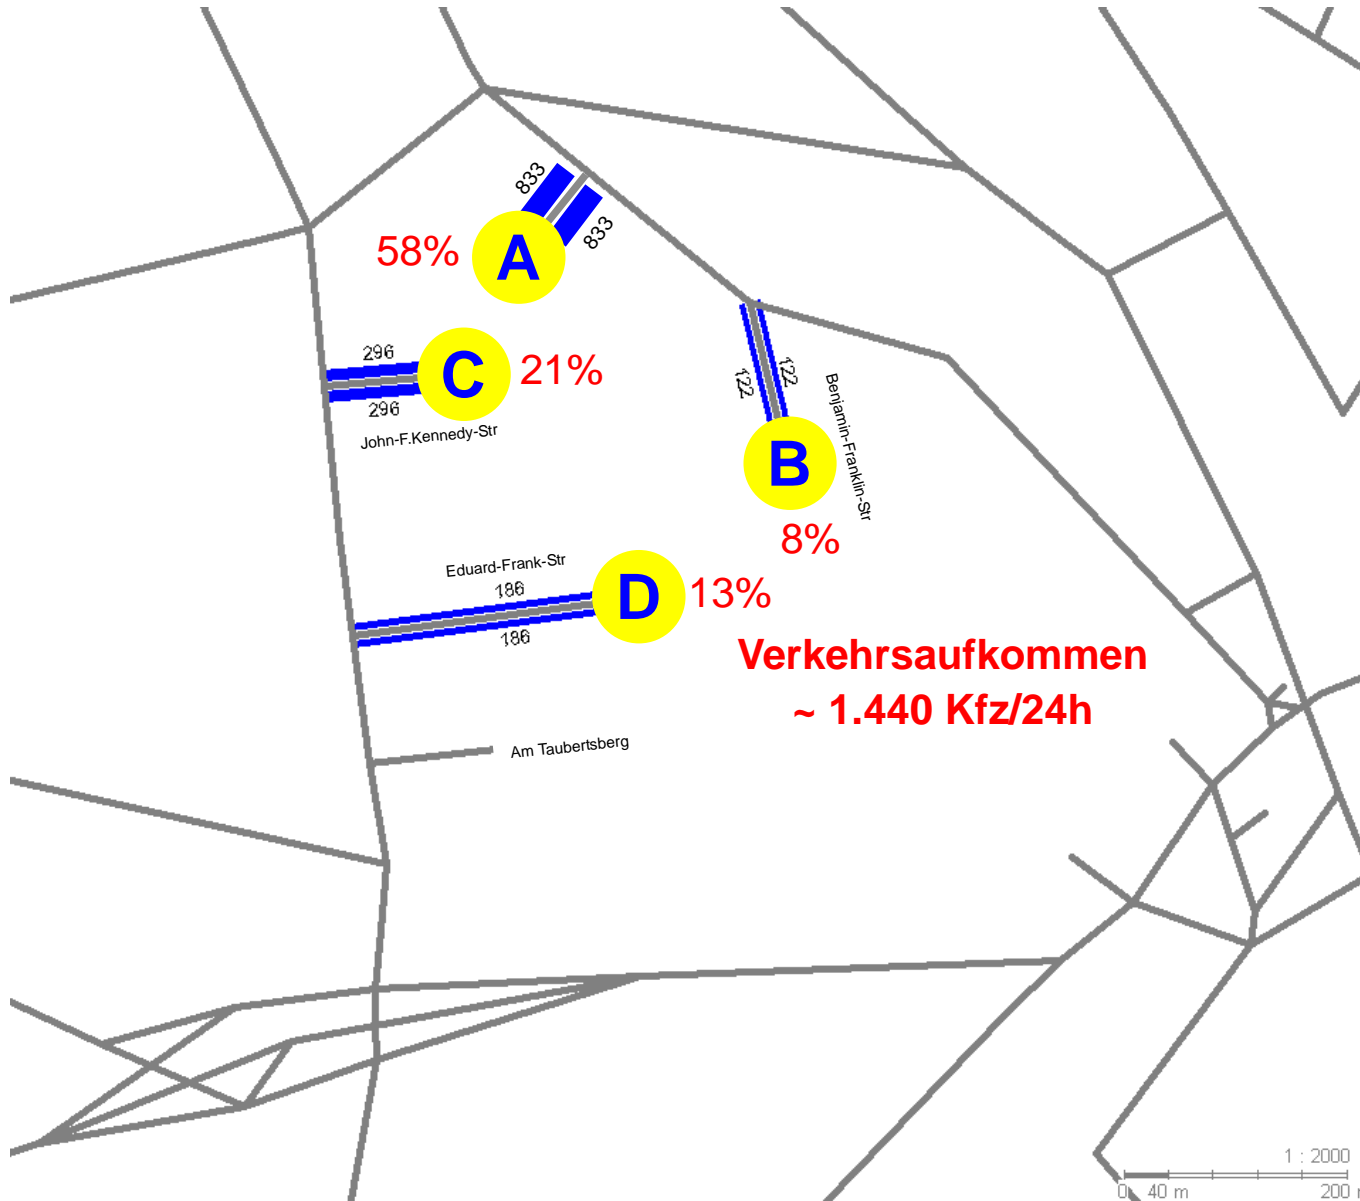 833
833
58%
A
296
C
21%
296
John-F.Kennedy-Str
122
122
Benjamin-Franklin-Str
B
8%
Eduard-Frank-Str
186
D
13%
186
Verkehrsaufkommen
~ 1.440 Kfz/24h
Am Taubertsberg
1 : 2000
0 40 m 200